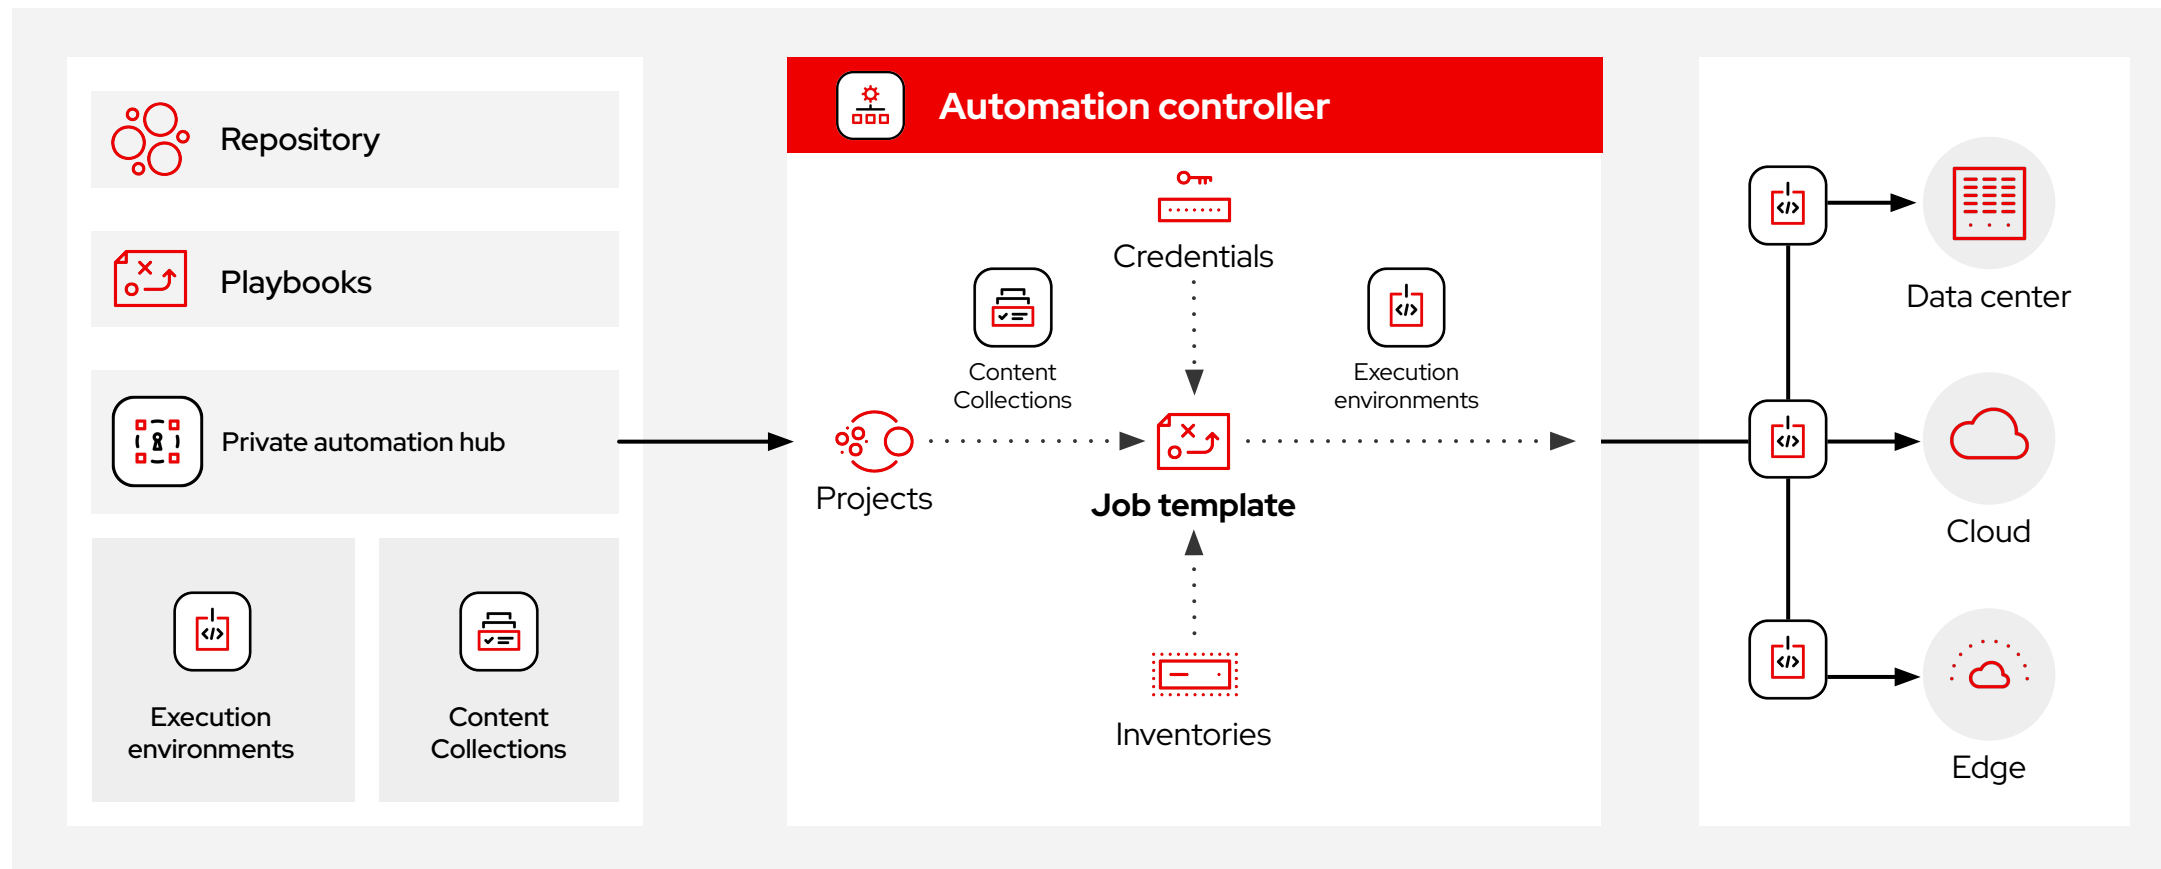 Repository
Playbooks
Private automation hub
Execution
environments
Content
Collections
Automation controller
Credentials
Content
Collections
Execution
environments
Projects
Job template
Inventories
Data center
Cloud
Edge